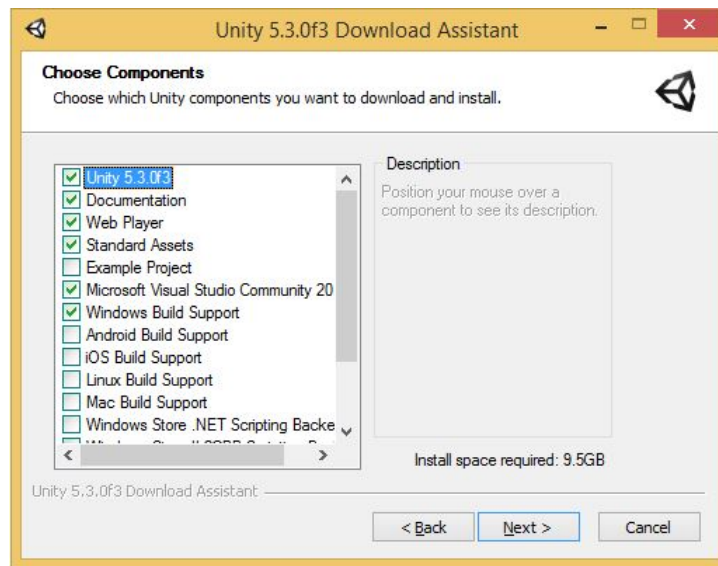 Unity 5.3.0f3 Download Assistant
Choose Components
Choose which Unity components you want to download and install.
Unity 5.3.0f3
Documentation
Web Player
Standard Assets
Example Project
Microsoft Visual Studio Community 20
Windows Build Support
Android Build Support
iOS Build Support
Linux Build Support
Mac Build Support
Windows Store .NET Scripting Backe
Description
Position your mouse over a
component to see its description.
Install space required: 9.5GB
Unity 5.3.0f3 Download Assistant
< Back
Next >
Cancel